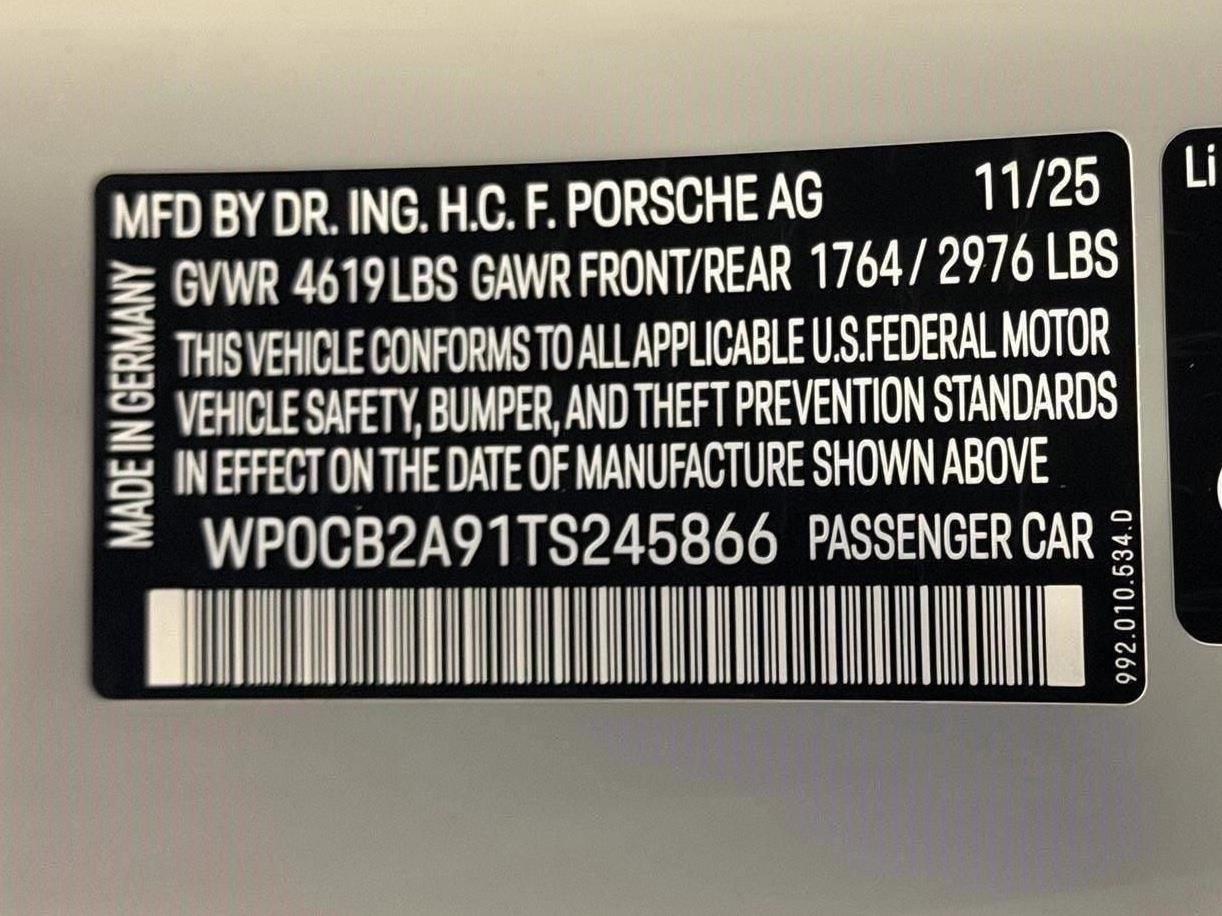 MFD BY DR. ING. H.C. F. PORSCHE AG 11/25
GVWR 4619 LBS GAWR FRONT/REAR 1764 / 2976 LBS
THIS VEHICLE CONFORMS TO ALL APPLICABLE U.S.FEDERAL MOTOR
VEHICLE SAFETY, BUMPER, AND THEFT PREVENTION STANDARDS
IN EFFECT ON THE DATE OF MANUFACTURE SHOWN ABOVE
WP0CB2A91TS245866 PASSENGER CAR
MADE IN GERMANY
992.010.534.D
Li